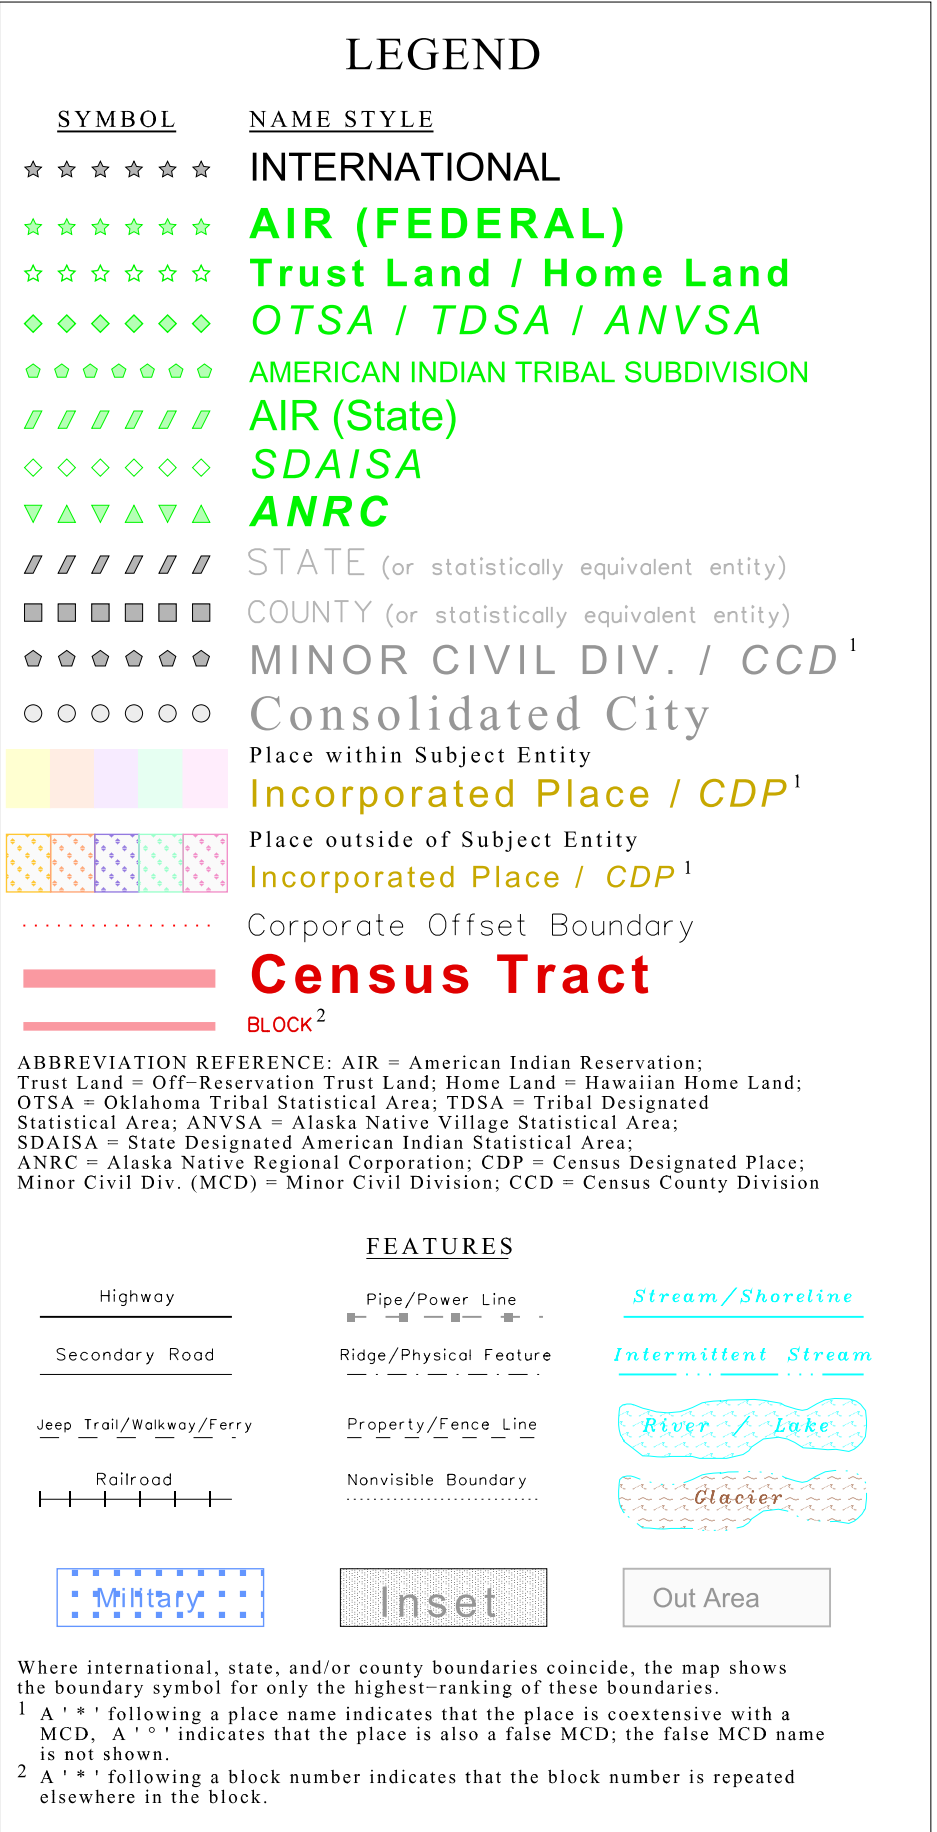 LEGEND
SYMBOL NAME STYLE
INTERNATIONAL
AIR (FEDERAL)
Trust Land / Home Land
OTSA / TDSA / ANVSA
AMERICAN INDIAN TRIBAL SUBDIVISION
AIR (State)
SDAISA
ANRC
STATE (or statistically equivalent entity)
COUNTY (or statistically equivalent entity)
MINOR CIVIL DIV. / CCD 1
Consolidated City
Place within Subject Entity
Incorporated Place / CDP 1
Place outside of Subject Entity
Incorporated Place / CDP 1
Corporate Offset Boundary
Census Tract
BLOCK 2
ABBREVIATION REFERENCE: AIR = American Indian Reservation;
Trust Land = Off−Reservation Trust Land; Home Land = Hawaiian Home Land;
OTSA = Oklahoma Tribal Statistical Area; TDSA = Tribal Designated
Statistical Area; ANVSA = Alaska Native Village Statistical Area;
SDAISA = State Designated American Indian Statistical Area;
ANRC = Alaska Native Regional Corporation; CDP = Census Designated Place;
Minor Civil Div. (MCD) = Minor Civil Division; CCD = Census County Division
FEATURES
Highway
Pipe/Power Line
Stream/Shoreline
Secondary Road
Ridge/Physical Feature
Intermittent Stream
Jeep Trail/Walkway/Ferry
Property/Fence Line
River / Lake
Railroad
Nonvisible Boundary
Glacier
Military
Inset
Out Area
Where international, state, and/or county boundaries coincide, the map shows
the boundary symbol for only the highest−ranking of these boundaries.
1 A ' * ' following a place name indicates that the place is coextensive with a
MCD, A ' ° ' indicates that the place is also a false MCD; the false MCD name
is not shown.
2 A ' * ' following a block number indicates that the block number is repeated
elsewhere in the block.